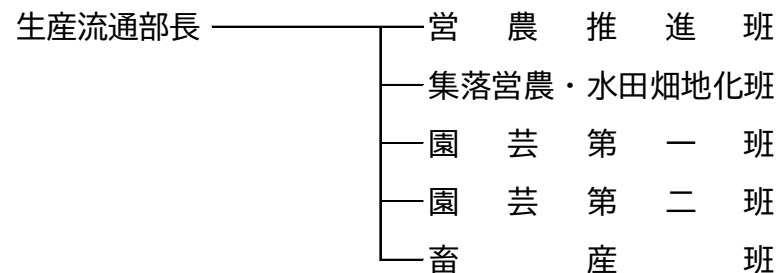 生産流通部長
営農推進班
集落営農・水田畑地化班
園芸第一班
園芸第二班
畜産班